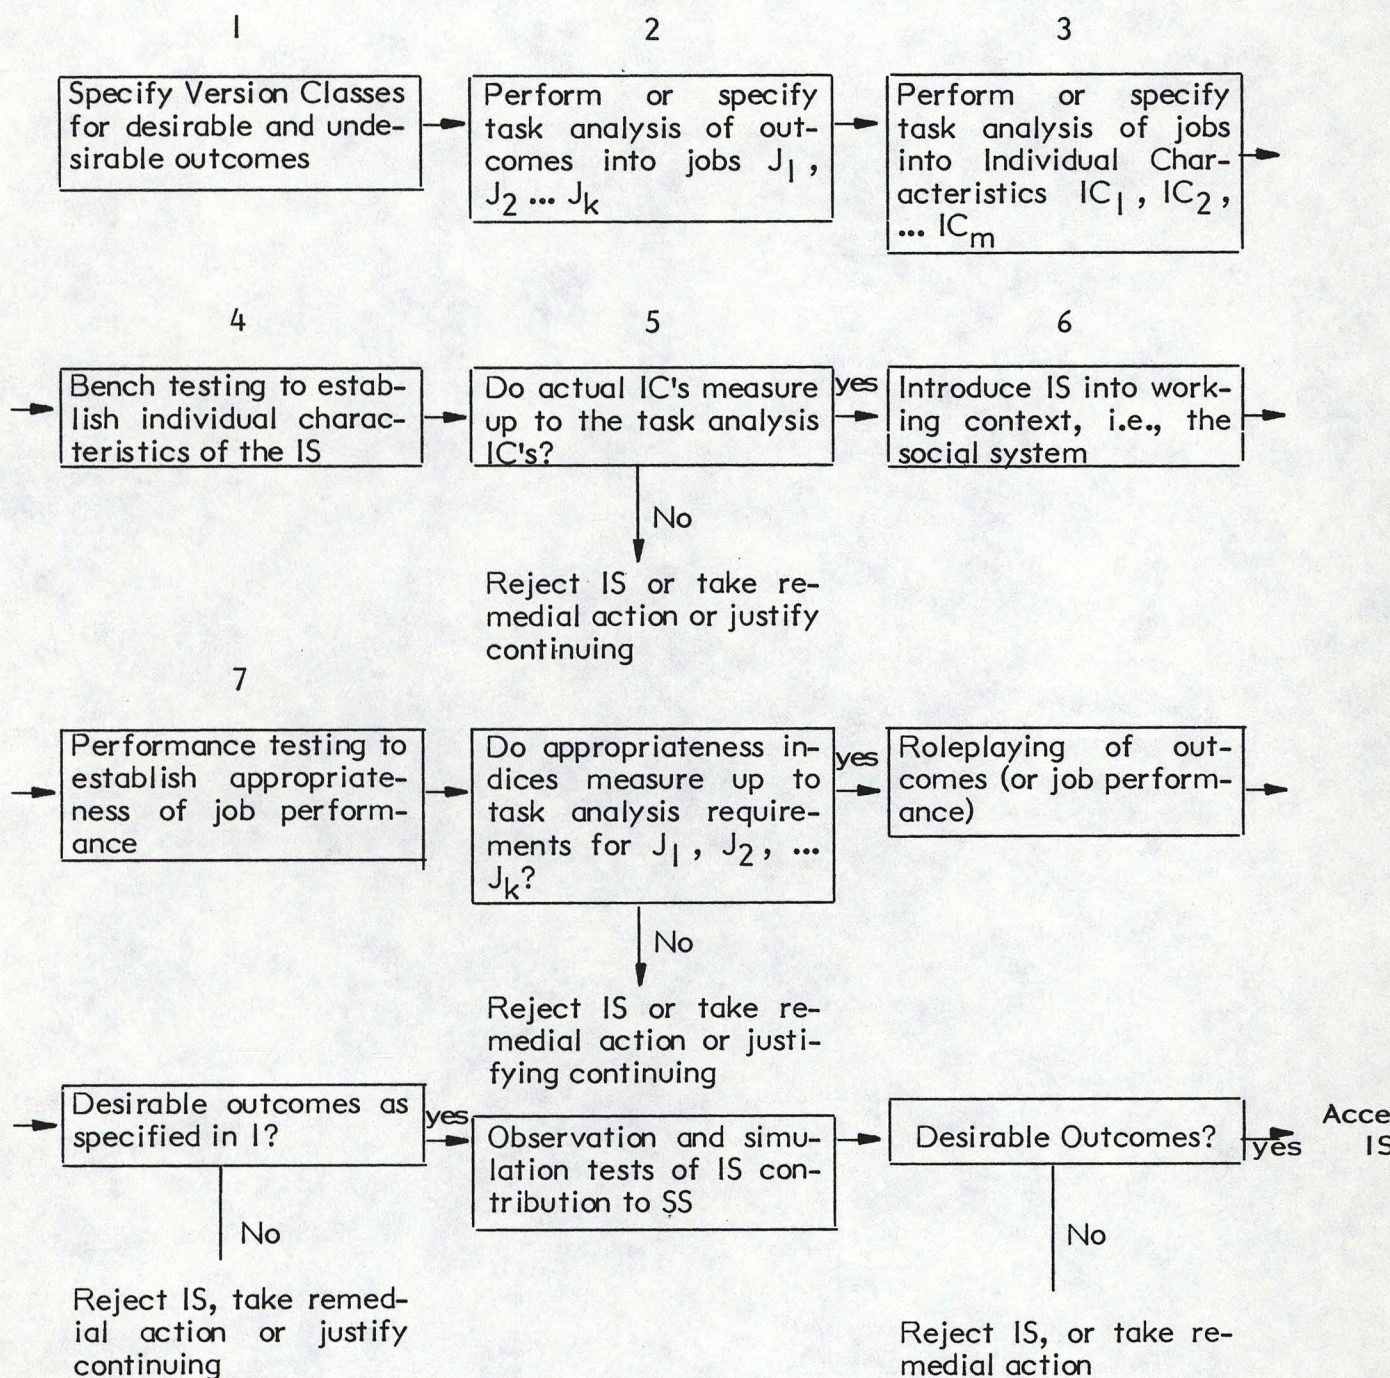 1
Specify Version Classes
for desirable and unde-
sirable outcomes
2
Perform or specify
task analysis of out-
comes into jobs J1 ,
J2 ... Jk
3
Perform or specify
task analysis of jobs
into Individual Char-
acteristics IC1 , IC2 ,
... ICm
4
Bench testing to estab-
lish individual charac-
teristics of the IS
5
Do actual IC's measure
up to the task analysis
IC's?
yes
No
Reject IS or take re-
medial action or justify
continuing
6
Introduce IS into work-
ing context, i.e., the
social system
7
Performance testing to
establish appropriate-
ness of job perform-
ance
Do appropriateness in-
dices measure up to
task analysis require-
ments for J1 , J2 , ...
Jk?
yes
No
Reject IS or take re-
medial action or justi-
fying continuing
Roleplaying of out-
comes (or job perform-
ance)
Desirable outcomes as
specified in 1?
yes
No
Reject IS, take remed-
ial action or justify
continuing
Observation and simu-
lation tests of IS con-
tribution to SS
Desirable Outcomes?
yes
No
Reject IS, or take re-
medial action
Acce
IS